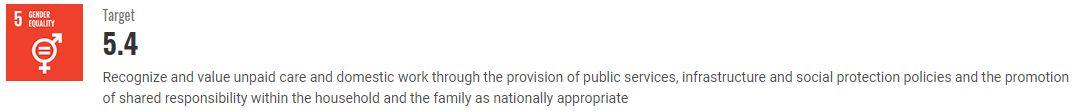 5 GENDER
EQUALITY
Target
5.4
Recognize and value unpaid care and domestic work through the provision of public services, infrastructure and social protection policies and the promotion
of shared responsibility within the household and the family as nationally appropriate